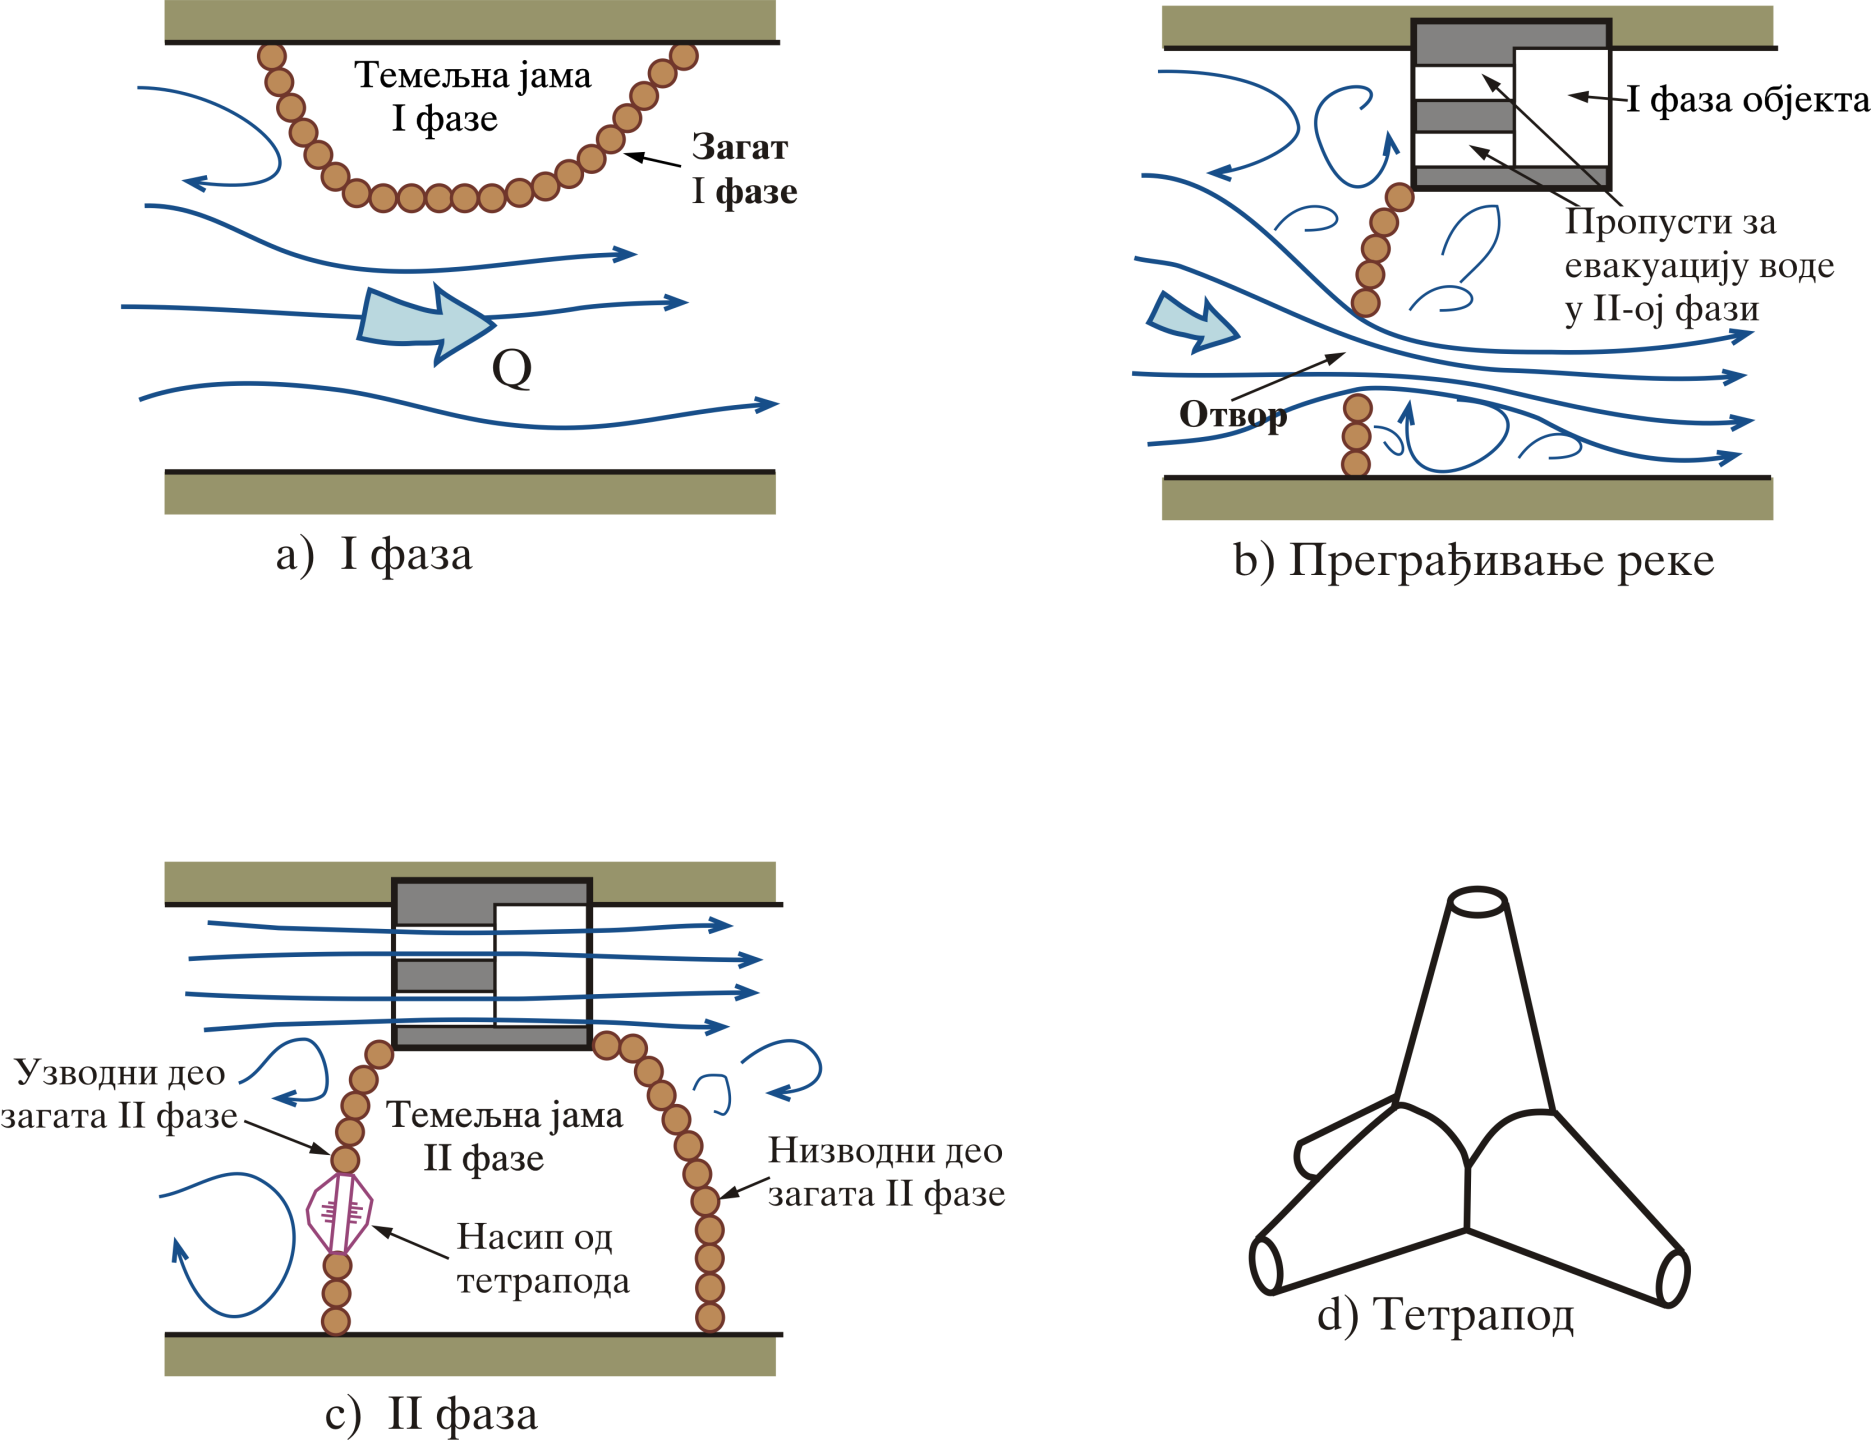 Темељна јама
I фазе
Загат
I фазе
Q
a) I фаза
I фаза објекта
Пропусти за
евакуацију воде
у II-ој фази
Отвор
b) Преграђивање реке
Узводни део
загата II фазе
Темељна јама
II фазе
Низводни део
загата II фазе
Насип од
тетрапода
c) II фаза
d) Тетрапод